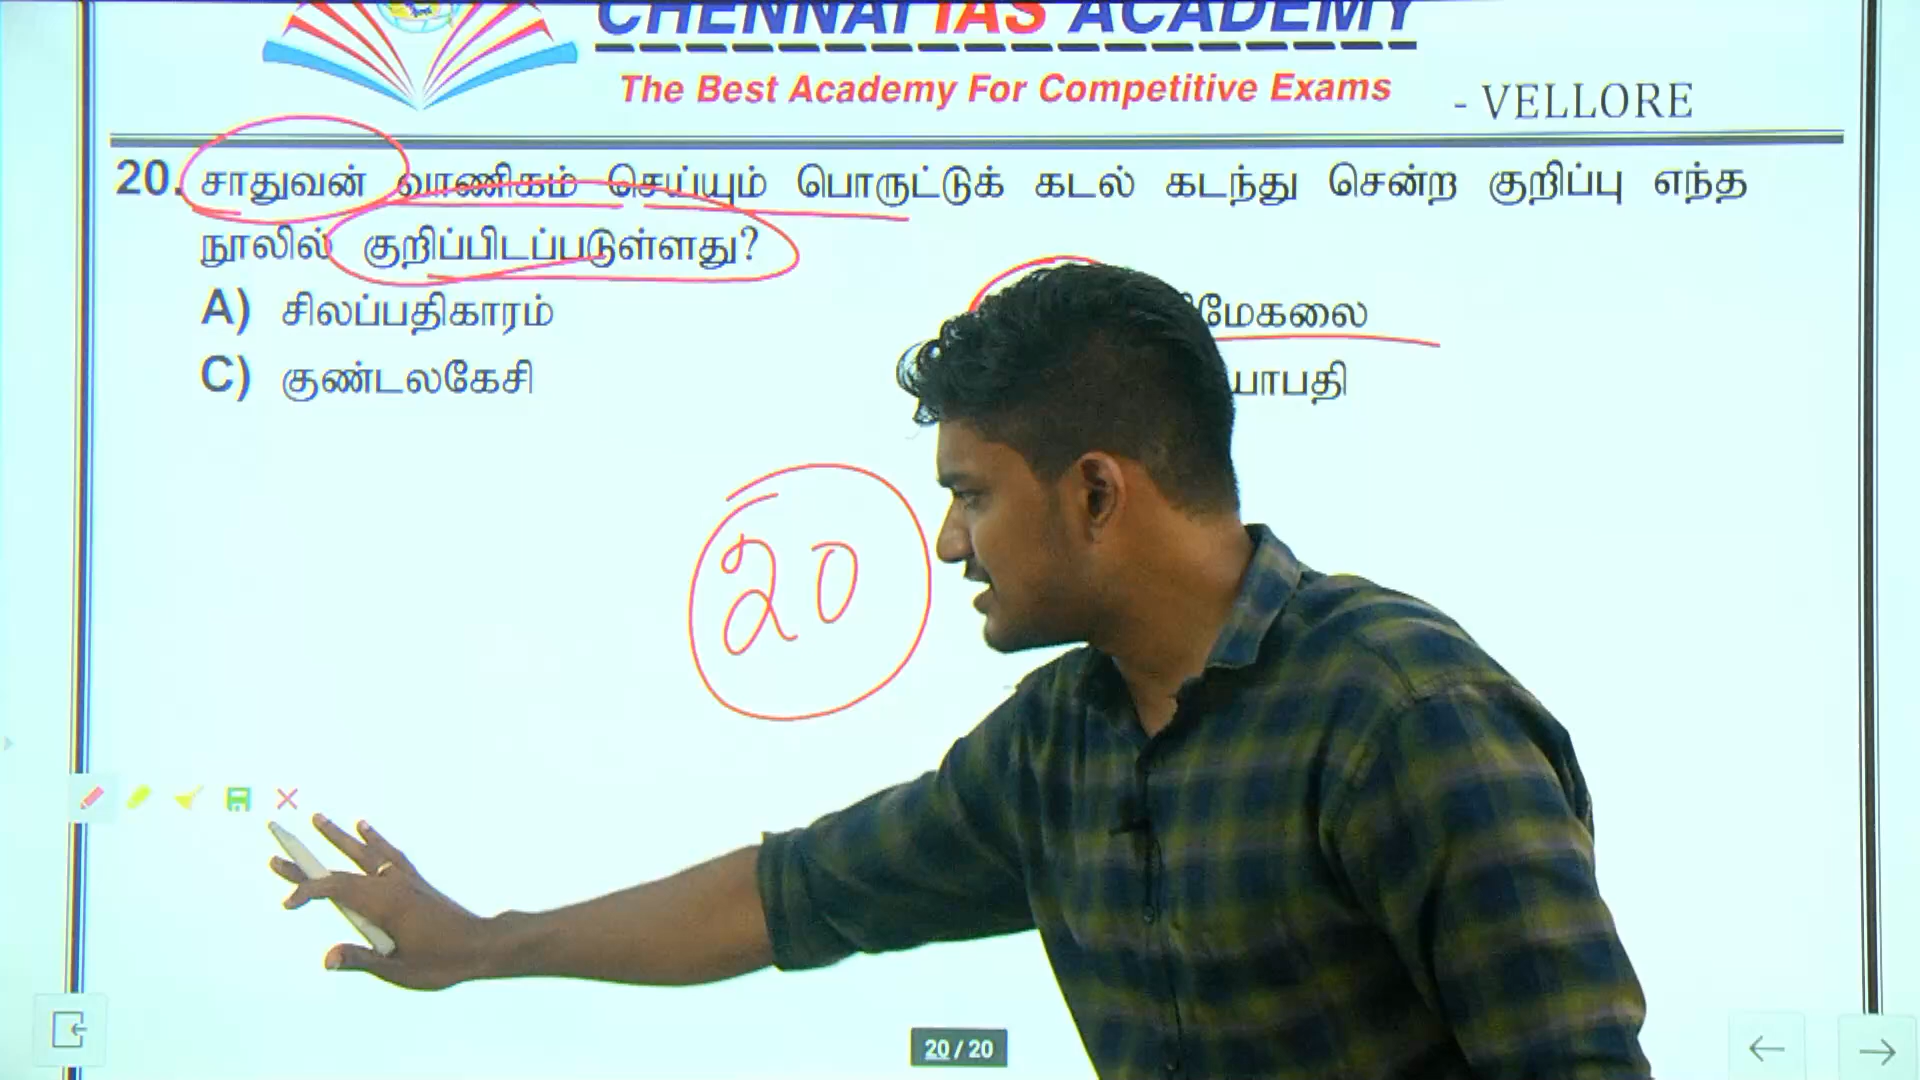 CHENNAI IAS ACADEMY
The Best Academy For Competitive Exams
- VELLORE
20. சாதுவன் வாணிகம் செய்யும் பொருட்டுக் கடல் கடந்து சென்ற குறிப்பு எந்த
நூலில் குறிப்பிடப்படுள்ளது?
A) சிலப்பதிகாரம்
மேகலை
C) குண்டலகேசி
யாபதி
20
20 / 20